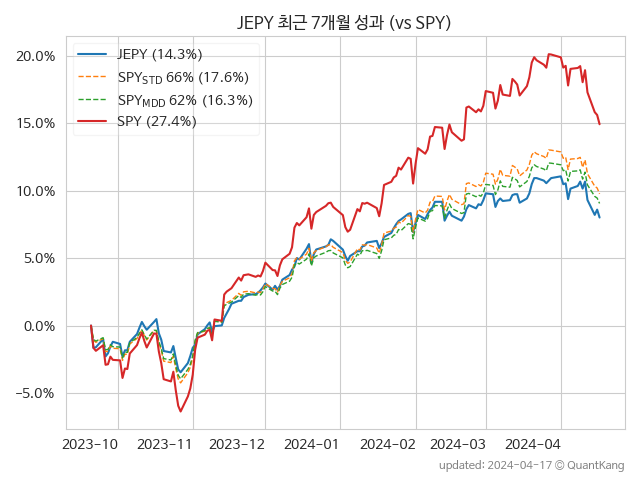 JEPY 최근 7개월 성과 (vs SPY)
JEPY (14.3%)
SPY_STD 66% (17.6%)
SPY_MDD 62% (16.3%)
SPY (27.4%)
20.0%
15.0%
10.0%
5.0%
0.0%
−5.0%
2023-10 2023-11 2023-12 2024-01 2024-02 2024-03 2024-04
updated: 2024-04-17 © QuantKang